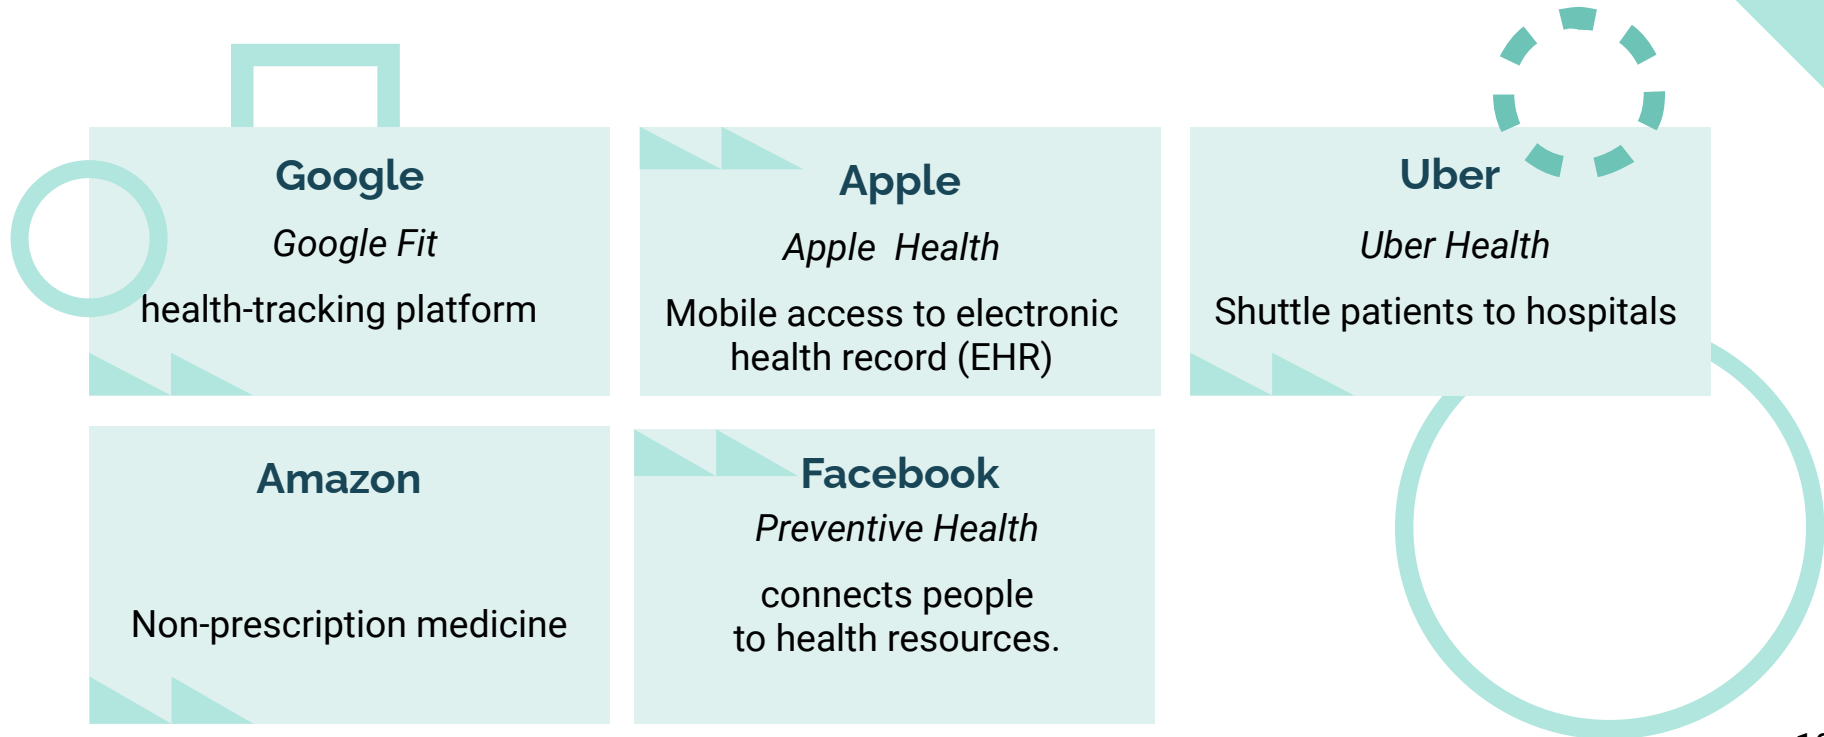 Google
Google Fit
health-tracking platform
Apple
Apple Health
Mobile access to electronic
health record (EHR)
Uber
Uber Health
Shuttle patients to hospitals
Amazon
Non-prescription medicine
Facebook
Preventive Health
connects people
to health resources.